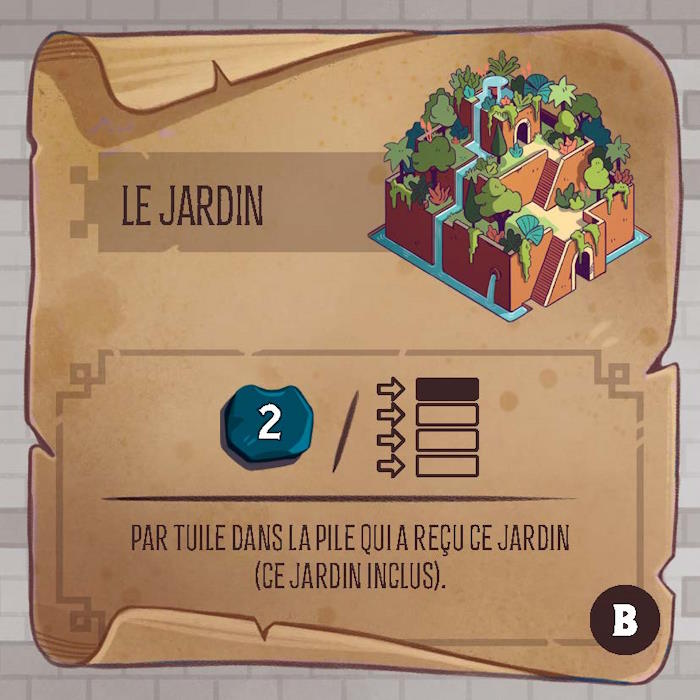 LE JARDIN
2
PAR TUILE DANS LA PILE QUI A REÇU CE JARDIN
(CE JARDIN INCLUS).
B